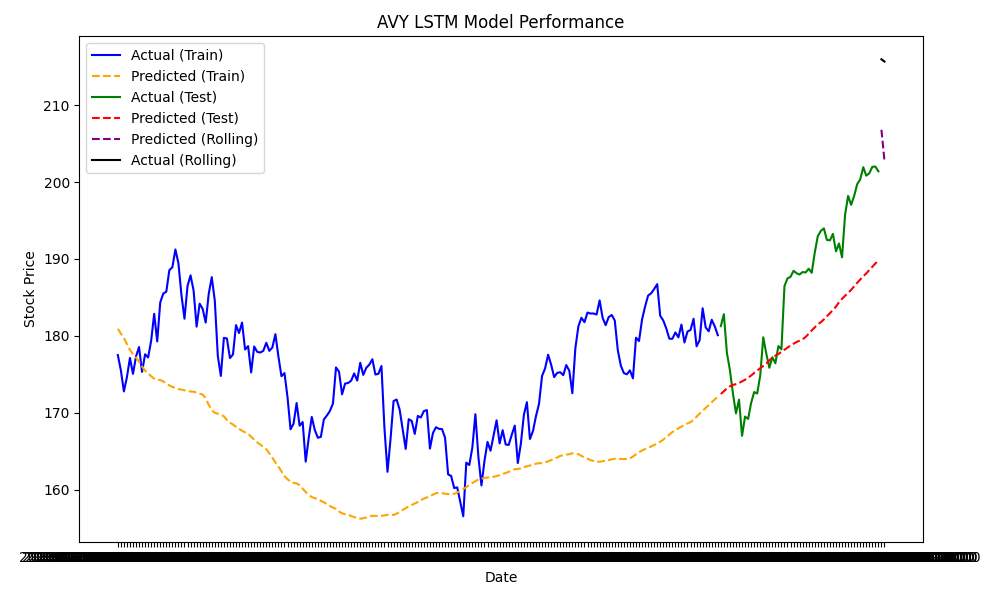 AVY LSTM Model Performance
Actual (Train)
Predicted (Train)
Actual (Test)
Predicted (Test)
Predicted (Rolling)
Actual (Rolling)
210
200
190
180
170
160
Stock Price
Date